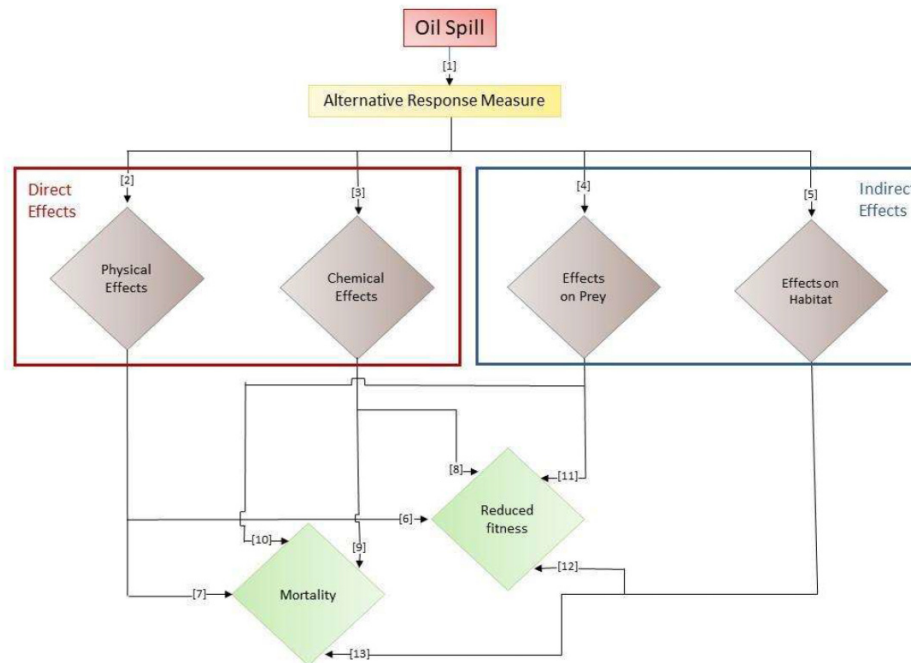 Oil Spill
[1]
Alternative Response Measure
[2]
[3]
[4]
[5]
Direct
Effects
Indirect
Effects
Physical
Effects
Chemical
Effects
Effects
on Prey
Effects on
Habitat
[8]
[11]
Reduced
fitness
[6]
[10]
[9]
[12]
[7]
Mortality
[13]